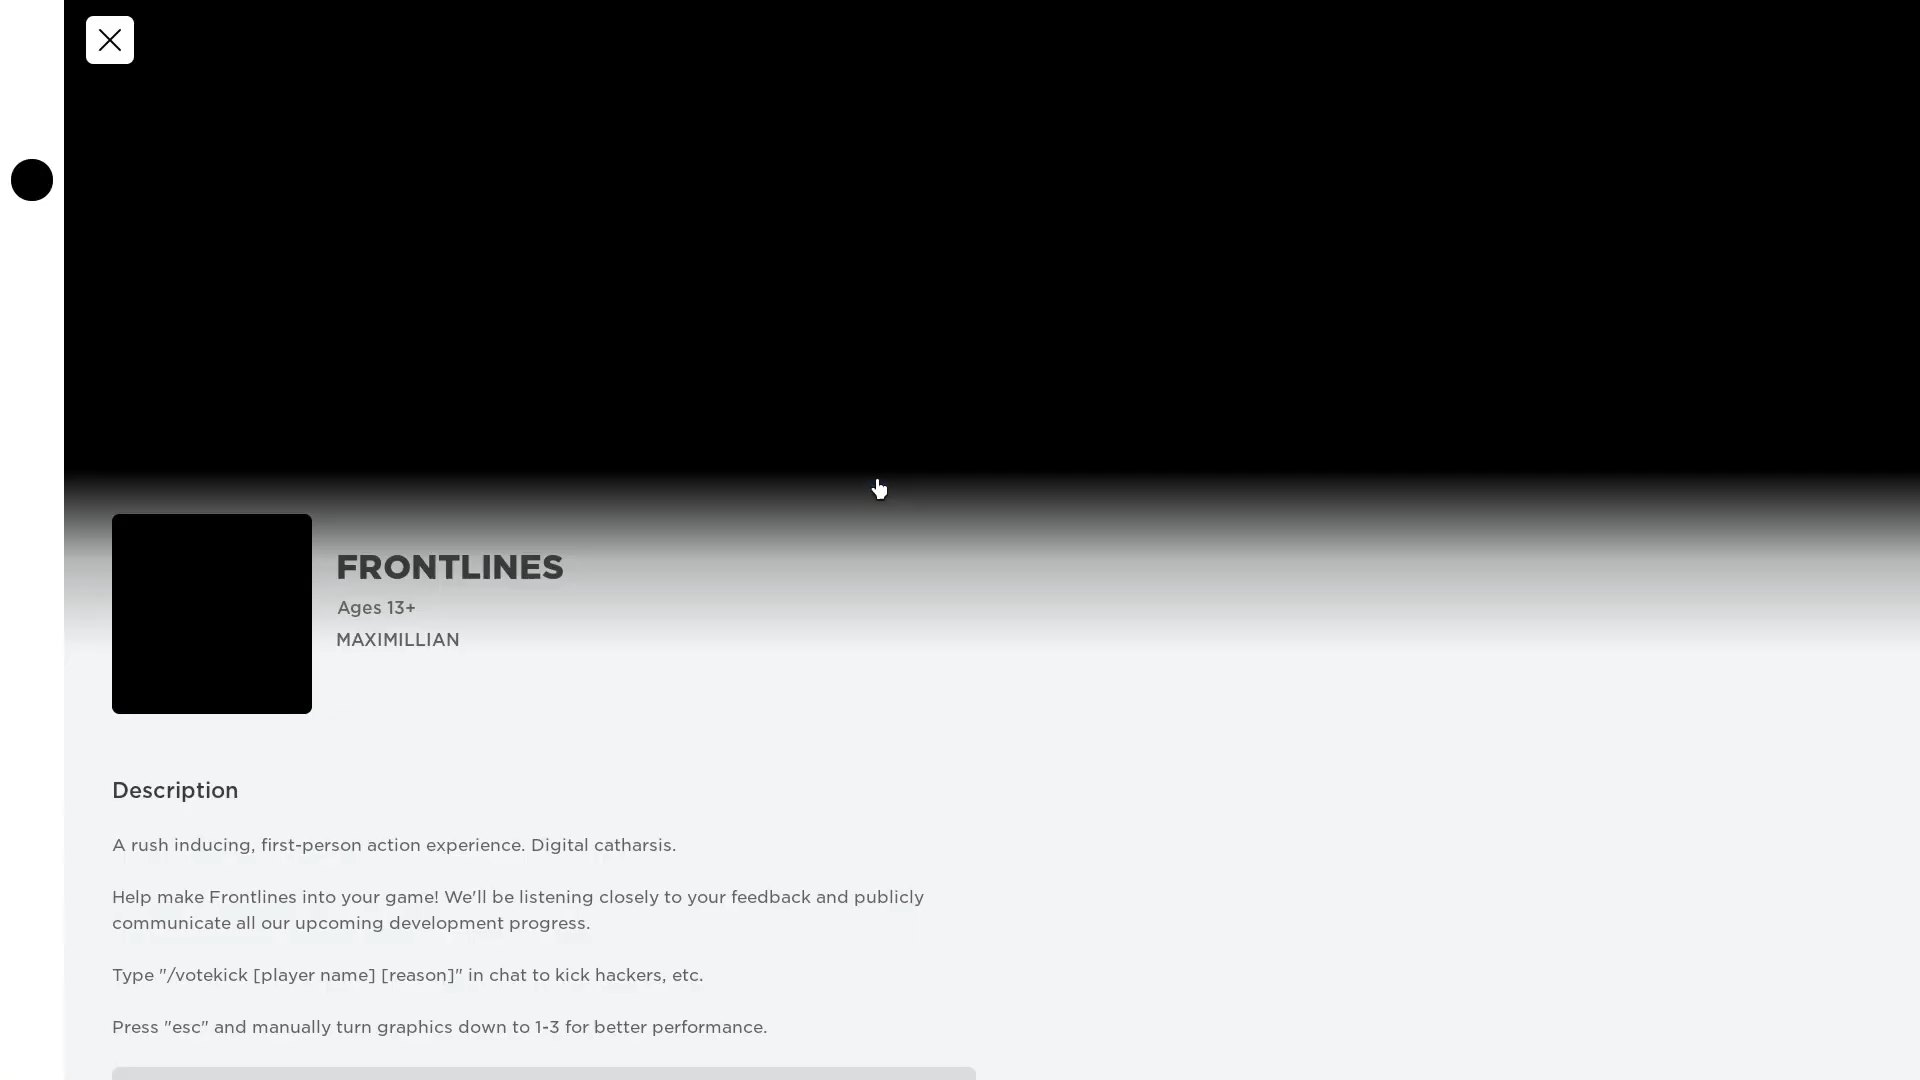 FRONTLINES
Ages 13+
MAXIMILLIAN
Description
A rush inducing, first-person action experience. Digital catharsis.
Help make Frontlines into your game! We'll be listening closely to your feedback and publicly
communicate all our upcoming development progress.
Type "/votekick [player name] [reason]" in chat to kick hackers, etc.
Press "esc" and manually turn graphics down to 1-3 for better performance.